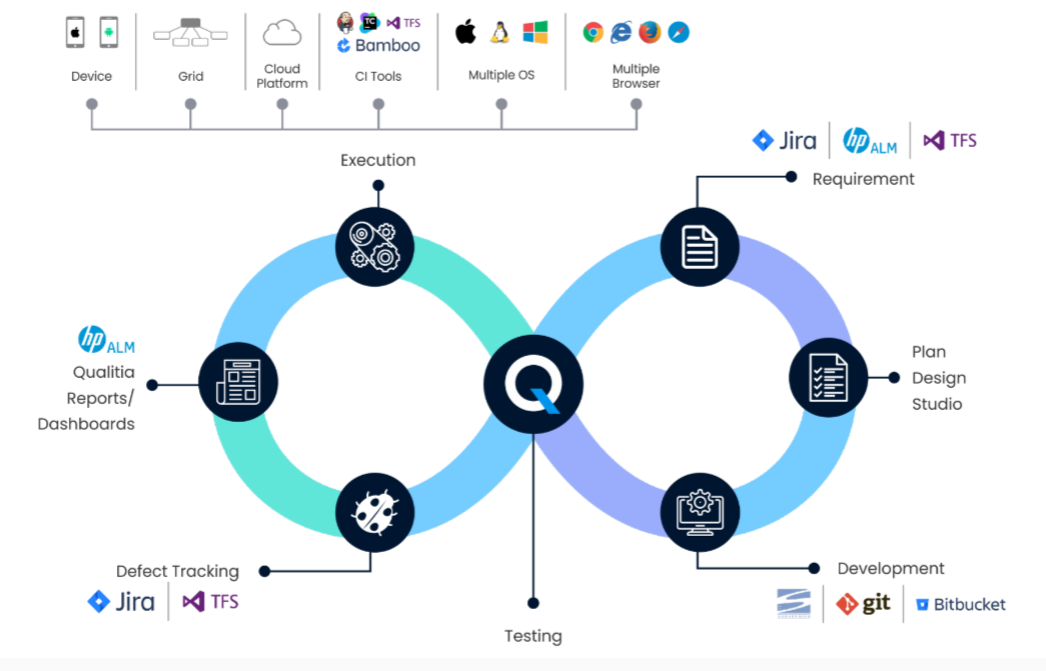 TC
TFS
Bamboo
Device
Grid
Cloud
Platform
CI Tools
Multiple OS
Multiple
Browser
Execution
Jira
hp ALM
TFS
Requirement
hp ALM
Qualitia
Reports/
Dashboards
Plan
Design
Studio
Defect Tracking
Jira
TFS
Development
git
Bitbucket
Testing